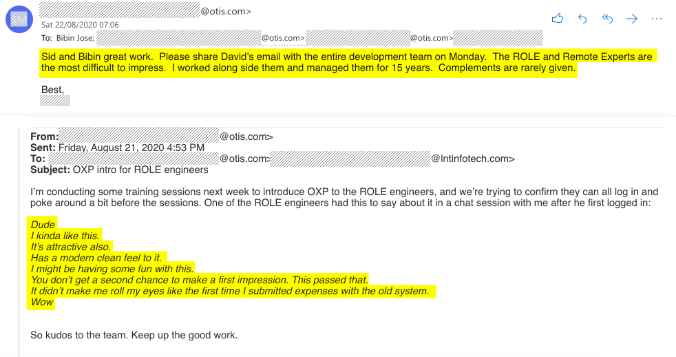 @otis.com>
Sat 22/08/2020 07:06
To: Bibin Jose; @otis.com> @otis.com>
Sid and Bibin great work. Please share David's email with the entire development team on Monday. The ROLE and Remote Experts are
the most difficult to impress. I worked along side them and managed them for 15 years. Complements are rarely given.
Best,
From: @otis.com>
Sent: Friday, August 21, 2020 4:53 PM
To: @otis.com> @lntinfotech.com>
Subject: OXP intro for ROLE engineers
I'm conducting some training sessions next week to introduce OXP to the ROLE engineers, and we're trying to confirm they can all log in and
poke around a bit before the sessions. One of the ROLE engineers had this to say about it in a chat session with me after he first logged in:
Dude
I kinda like this.
It's attractive also.
Has a modern clean feel to it.
I might be having some fun with this.
You don't get a second chance to make a first impression. This passed that.
It didn't make me roll my eyes like the first time I submitted expenses with the old system.
Wow
So kudos to the team. Keep up the good work.